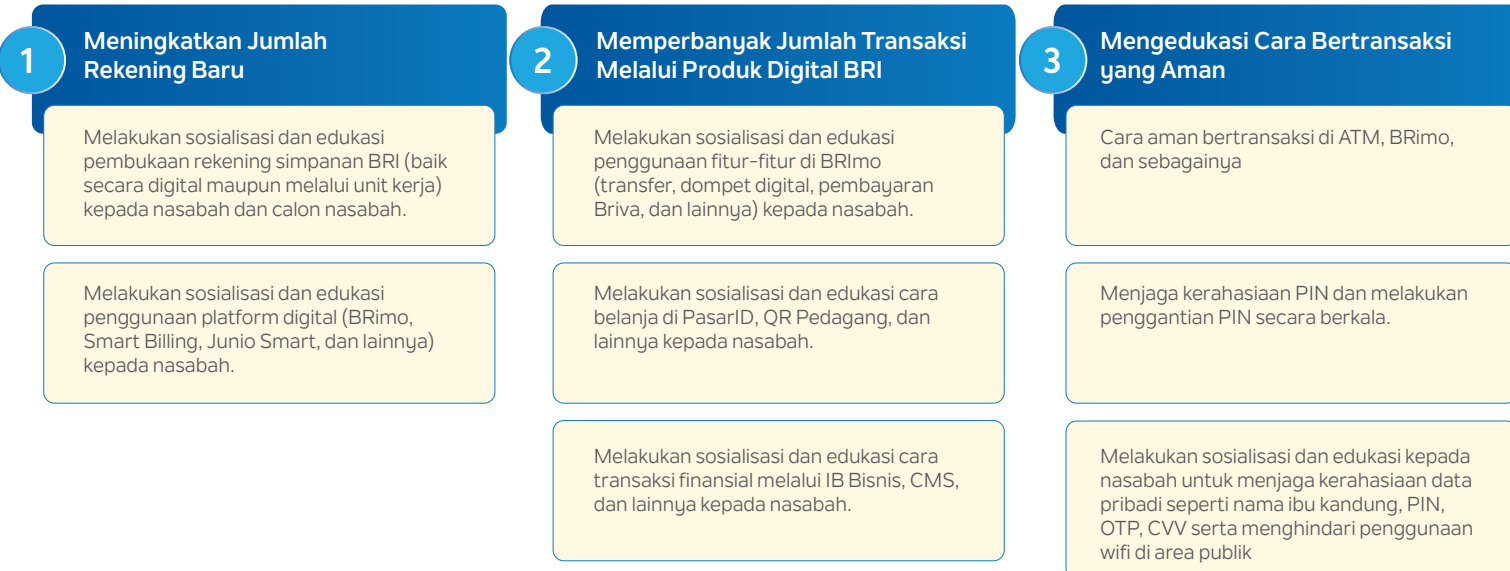 1
Meningkatkan Jumlah
Rekening Baru
Melakukan sosialisasi dan edukasi
pembukaan rekening simpanan BRI (baik
secara digital maupun melalui unit kerja)
kepada nasabah dan calon nasabah.
Melakukan sosialisasi dan edukasi
penggunaan platform digital (BRimo,
Smart Billing, Junio Smart, dan lainnya)
kepada nasabah.
2
Memperbanyak Jumlah Transaksi
Melalui Produk Digital BRI
Melakukan sosialisasi dan edukasi
penggunaan fitur-fitur di BRImo
(transfer, dompet digital, pembayaran
Briva, dan lainnya) kepada nasabah.
Melakukan sosialisasi dan edukasi cara
belanja di PasarID, QR Pedagang, dan
lainnya kepada nasabah.
Melakukan sosialisasi dan edukasi cara
transaksi finansial melalui IB Bisnis, CMS,
dan lainnya kepada nasabah.
3
Mengedukasi Cara Bertransaksi
yang Aman
Cara aman bertransaksi di ATM, BRimo,
dan sebagainya
Menjaga kerahasiaan PIN dan melakukan
penggantian PIN secara berkala.
Melakukan sosialisasi dan edukasi kepada
nasabah untuk menjaga kerahasiaan data
pribadi seperti nama ibu kandung, PIN,
OTP, CVV serta menghindari penggunaan
wifi di area publik